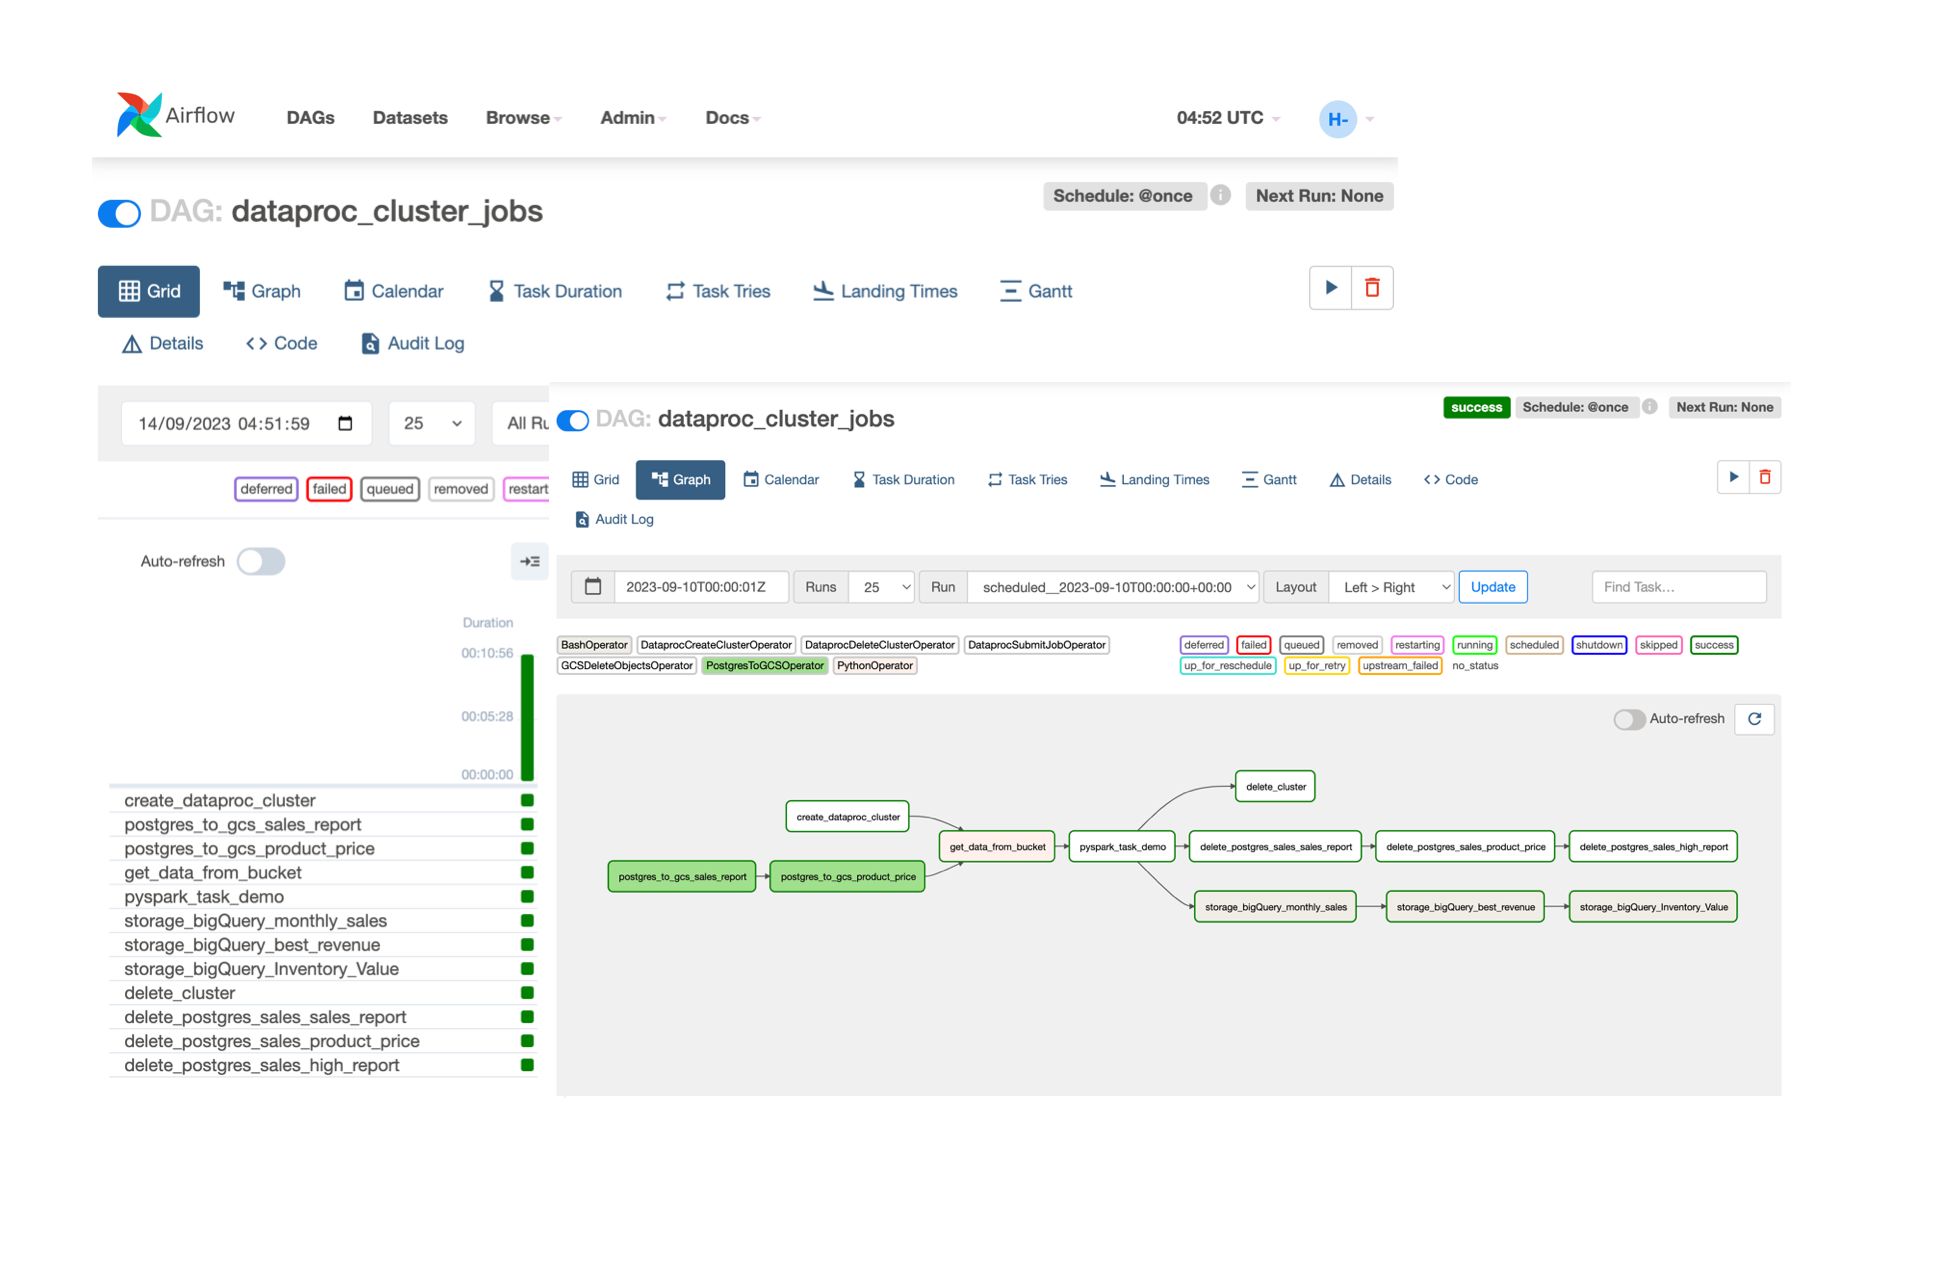 Airflow
DAGs Datasets Browse Admin Docs
04:52 UTC
H-
DAG: dataproc_cluster_jobs
Schedule: @once
i
Next Run: None
Grid Graph Calendar Task Duration Task Tries Landing Times Gantt
Details Code Audit Log
14/09/2023 04:51:59
25
All Ru
deferred failed queued removed restart
Auto-refresh
Duration
00:10:56
00:05:28
00:00:00
create_dataproc_cluster
postgres_to_gcs_sales_report
postgres_to_gcs_product_price
get_data_from_bucket
pyspark_task_demo
storage_bigQuery_monthly_sales
storage_bigQuery_best_revenue
storage_bigQuery_Inventory_Value
delete_cluster
delete_postgres_sales_sales_report
delete_postgres_sales_product_price
delete_postgres_sales_high_report
DAG: dataproc_cluster_jobs
success Schedule: @once i Next Run: None
Grid Graph Calendar Task Duration Task Tries Landing Times Gantt Details Code
Audit Log
2023-09-10T00:00:01Z Runs 25 Run scheduled__2023-09-10T00:00:00+00:00 Layout Left > Right Update Find Task...
BashOperator DataprocCreateClusterOperator DataprocDeleteClusterOperator DataprocSubmitJobOperator
GCSDeleteObjectsOperator PostgresToGCSOperator PythonOperator
deferred failed queued removed restarting running scheduled shutdown skipped success
up_for_reschedule up_for_retry upstream_failed no_status
Auto-refresh
delete_cluster
create_dataproc_cluster
get_data_from_bucket pyspark_task_demo delete_postgres_sales_sales_report delete_postgres_sales_product_price delete_postgres_sales_high_report
postgres_to_gcs_sales_report postgres_to_gcs_product_price
storage_bigQuery_monthly_sales storage_bigQuery_best_revenue storage_bigQuery_Inventory_Value